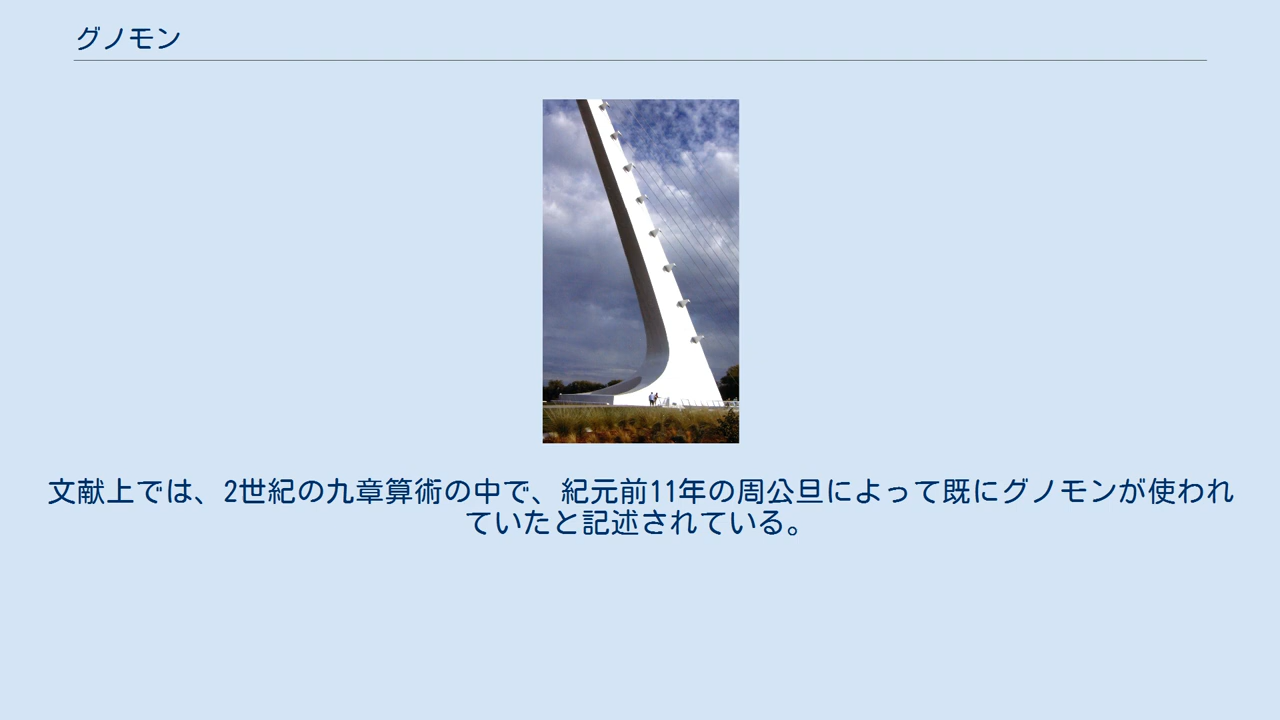 グノモン
文献上では、2世紀の九章算術の中で、紀元前11年の周公旦によって既にグノモンが使われ
ていたと記述されている。